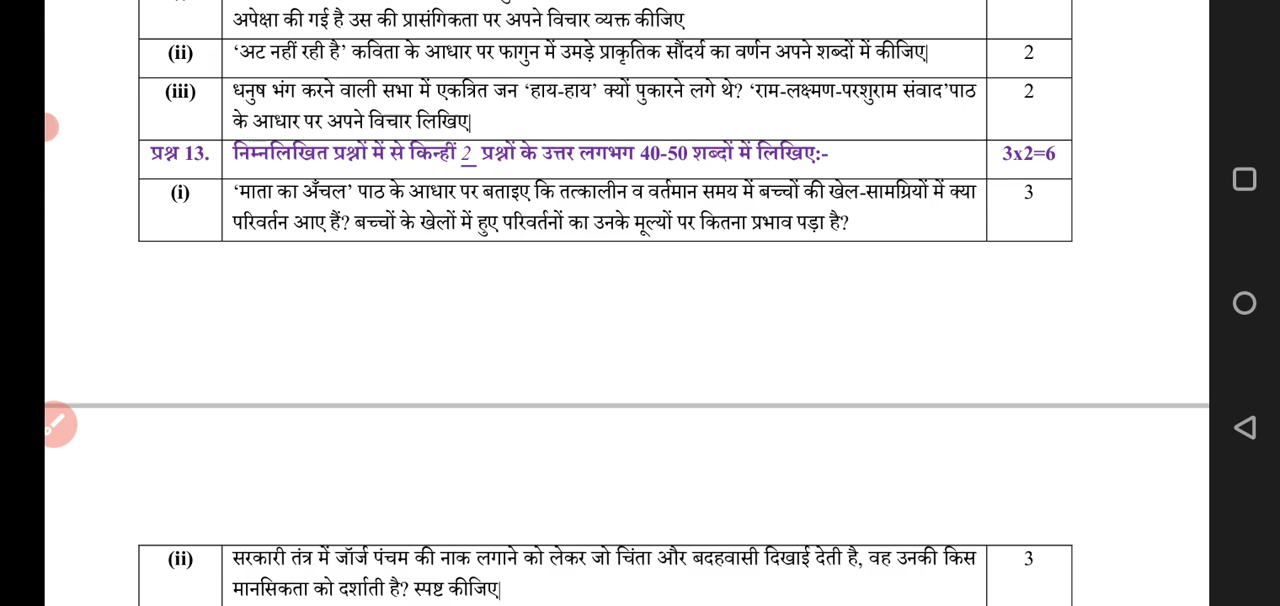 अपेक्षा की गई है उस की प्रासंगिकता पर अपने विचार व्यक्त कीजिए
(ii) ‘अट नहीं रही है’ कविता के आधार पर फागुन में उमड़े प्राकृतिक सौंदर्य का वर्णन अपने शब्दों में कीजिए| 2
(iii) धनुष भंग करने वाली सभा में एकत्रित जन ‘हाय-हाय’ क्यों पुकारने लगे थे? ‘राम-लक्ष्मण-परशुराम संवाद’पाठ 2
के आधार पर अपने विचार लिखिए|
प्रश्न 13. निम्नलिखित प्रश्नों में से किन्हीं 2 प्रश्नों के उत्तर लगभग 40-50 शब्दों में लिखिए:- 3x2=6
(i) ‘माता का अँचल’ पाठ के आधार पर बताइए कि तत्कालीन व वर्तमान समय में बच्चों की खेल-सामग्रियों में क्या 3
परिवर्तन आए हैं? बच्चों के खेलों में हुए परिवर्तनों का उनके मूल्यों पर कितना प्रभाव पड़ा है?
(ii) सरकारी तंत्र में जॉर्ज पंचम की नाक लगाने को लेकर जो चिंता और बदहवासी दिखाई देती है, वह उनकी किस 3
मानसिकता को दर्शाती है? स्पष्ट कीजिए|